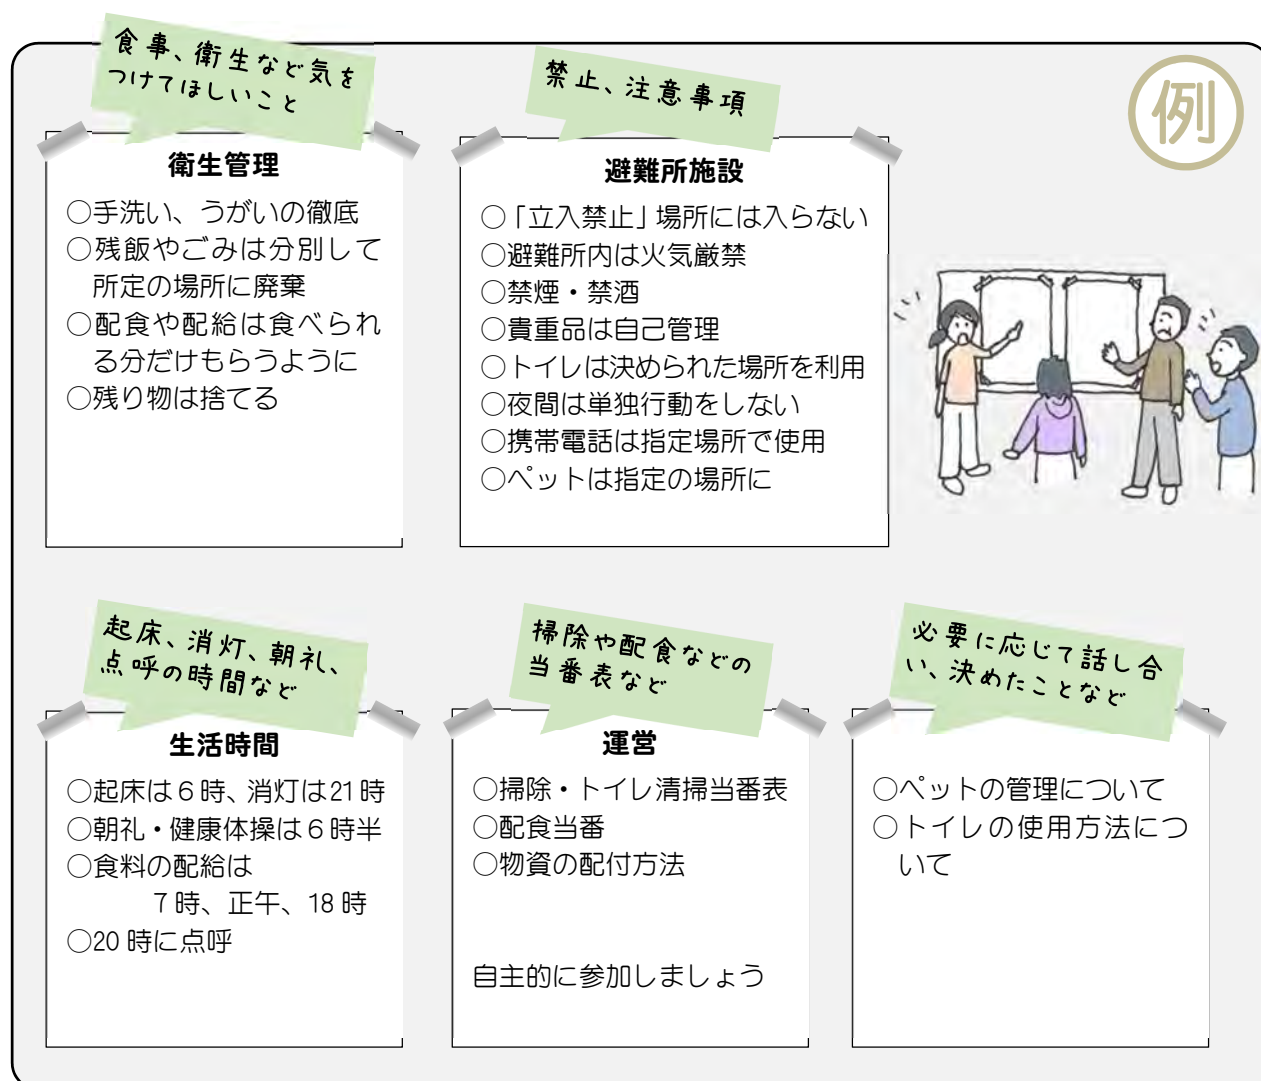 食事、衛生など気を
つけてほしいこと
衛生管理
○手洗い、うがいの徹底
○残飯やごみは分別して
所定の場所に廃棄
○配食や配給は食べられ
る分だけもらうように
○残り物は捨てる
禁止、注意事項
避難所施設
○「立入禁止」場所には入らない
○避難所内は火気厳禁
○禁煙・禁酒
○貴重品は自己管理
○トイレは決められた場所を利用
○夜間は単独行動をしない
○携帯電話は指定場所で使用
○ペットは指定の場所に
例
起床、消灯、朝礼、
点呼の時間など
生活時間
○起床は6時、消灯は21時
○朝礼・健康体操は6時半
○食料の配給は
7時、正午、18時
○20時に点呼
掃除や配食などの
当番表など
運営
○掃除・トイレ清掃当番表
○配食当番
○物資の配付方法
自主的に参加しましょう
必要に応じて話し合
い、決めたことなど
○ペットの管理について
○トイレの使用方法につ
いて